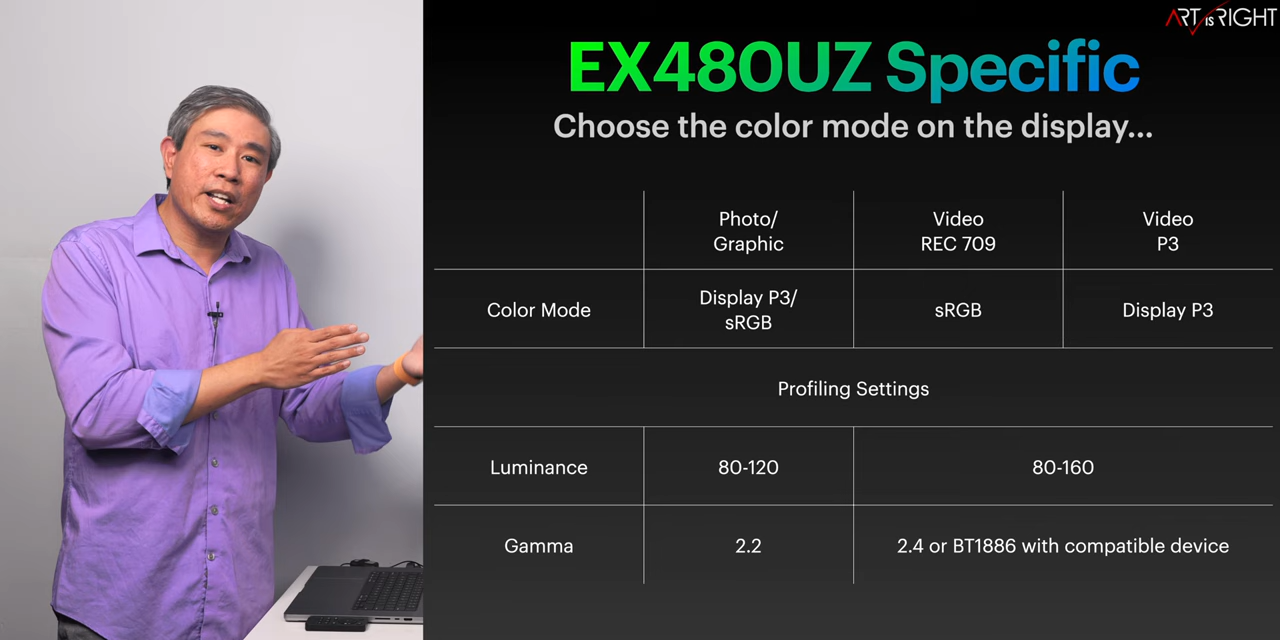 ART IS RIGHT
EX480UZ Specific
Choose the color mode on the display...
Photo/
Graphic
Video
REC 709
Video
P3
Color Mode
Display P3/
sRGB
sRGB
Display P3
Profiling Settings
Luminance
80-120
80-160
Gamma
2.2
2.4 or BT1886 with compatible device